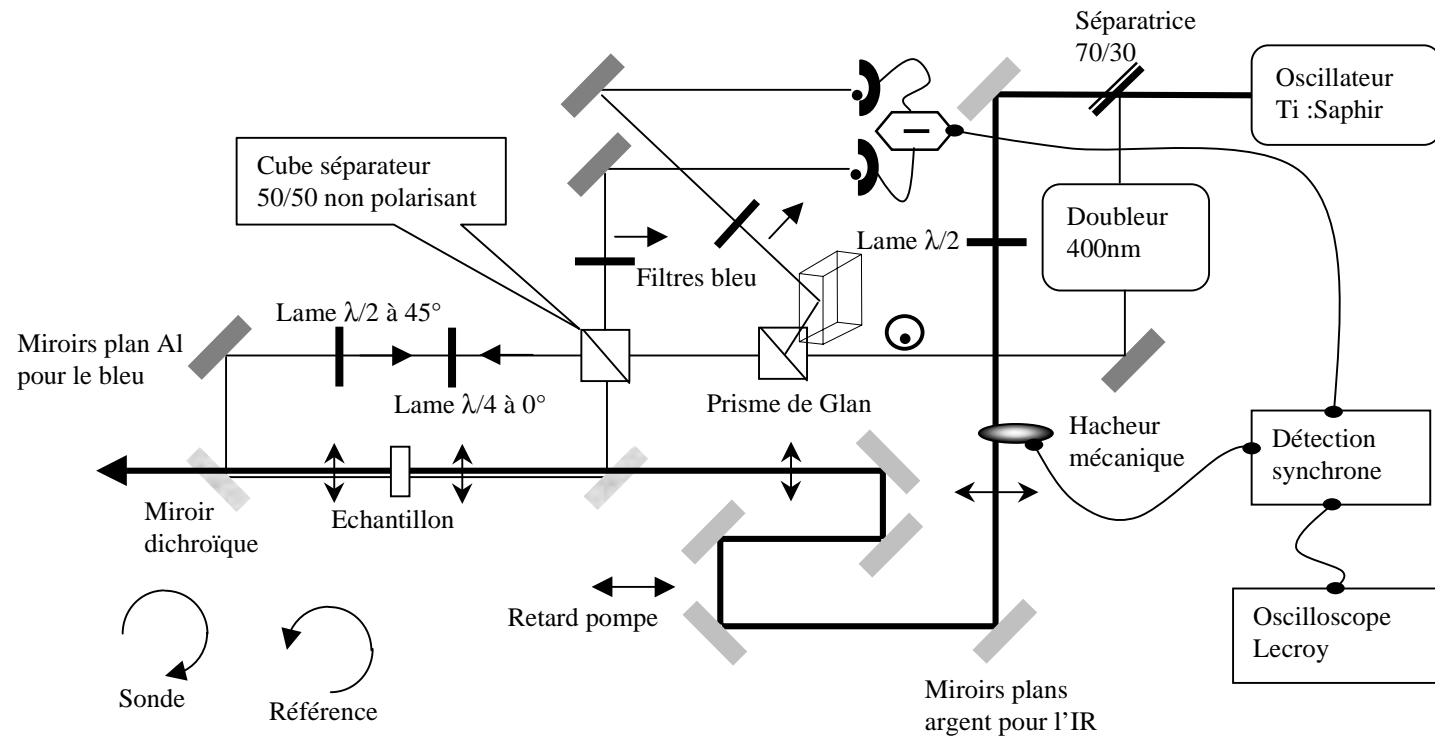 Séparatrice
70/30
Oscillateur
Ti :Saphir
Cube séparateur
50/50 non polarisant
Doubleur
400nm
Lame λ/2
Filtres bleu
Lame λ/2 à 45°
Miroirs plan Al
pour le bleu
Lame λ/4 à 0°
Prisme de Glan
Hacheur
mécanique
Détection
synchrone
Miroir
dichroïque
Echantillon
Retard pompe
Oscilloscope
Lecroy
Sonde
Référence
Miroirs plans
argent pour l’IR